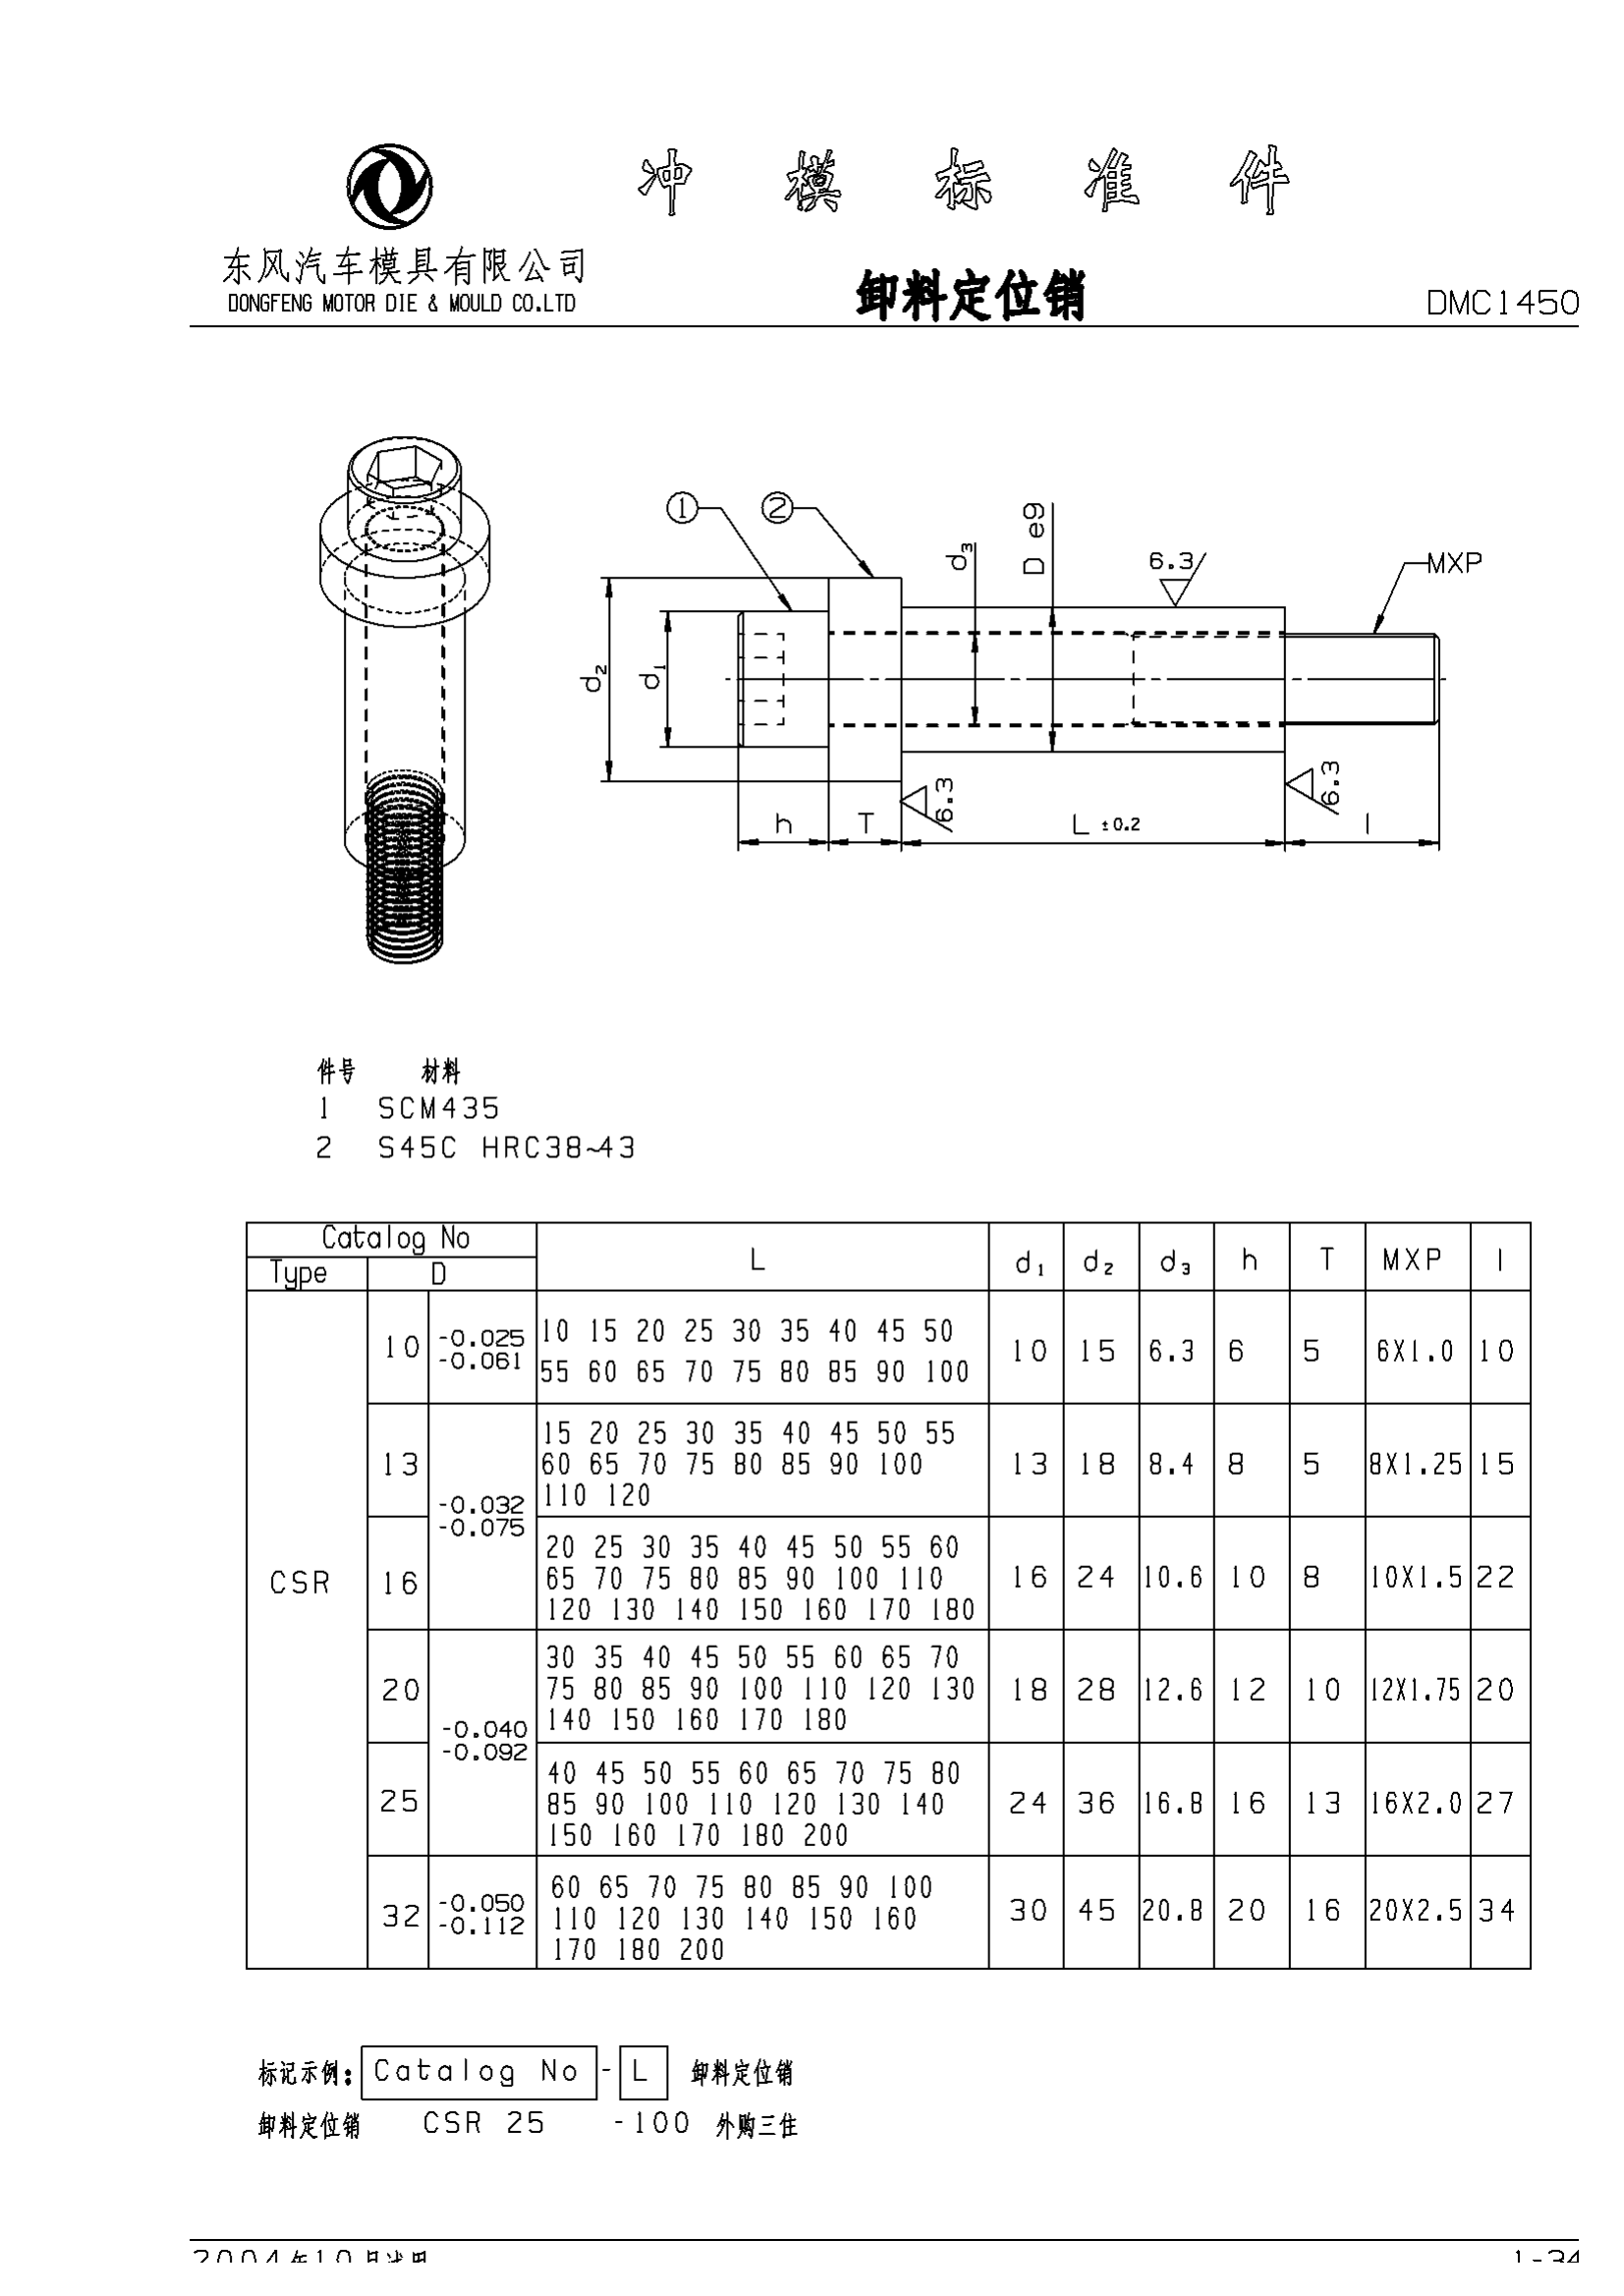 冲 模 标 准 件
东风汽车模具有限公司
DONGFENG MOTOR DIE & MOULD CO.LTD
卸料定位销
DMC1450
1
2
d3
D e9
6.3
MXP
d2
d1
6.3
6.3
h
T
L ±0.2
l
件号 材料
1 SCM435
2 S45C HRC38~43
Catalog No
Type D L d1 d2 d3 h T MXP l
CSR
10 -0.025 -0.061
10 15 20 25 30 35 40 45 50
55 60 65 70 75 80 85 90 100
10 15 6.3 6 5 6X1.0 10
13
-0.032 -0.075
15 20 25 30 35 40 45 50 55
60 65 70 75 80 85 90 100
110 120
13 18 8.4 8 5 8X1.25 15
16
20 25 30 35 40 45 50 55 60
65 70 75 80 85 90 100 110
120 130 140 150 160 170 180
16 24 10.6 10 8 10X1.5 22
20
-0.040 -0.092
30 35 40 45 50 55 60 65 70
75 80 85 90 100 110 120 130
140 150 160 170 180
18 28 12.6 12 10 12X1.75 20
25
40 45 50 55 60 65 70 75 80
85 90 100 110 120 130 140
150 160 170 180 200
24 36 16.8 16 13 16X2.0 27
32 -0.050 -0.112
60 65 70 75 80 85 90 100
110 120 130 140 150 160
170 180 200
30 45 20.8 20 16 20X2.5 34
标记示例: Catalog No - L 卸料定位销
卸料定位销 CSR 25 -100 外购三住
2004年10月
1-34